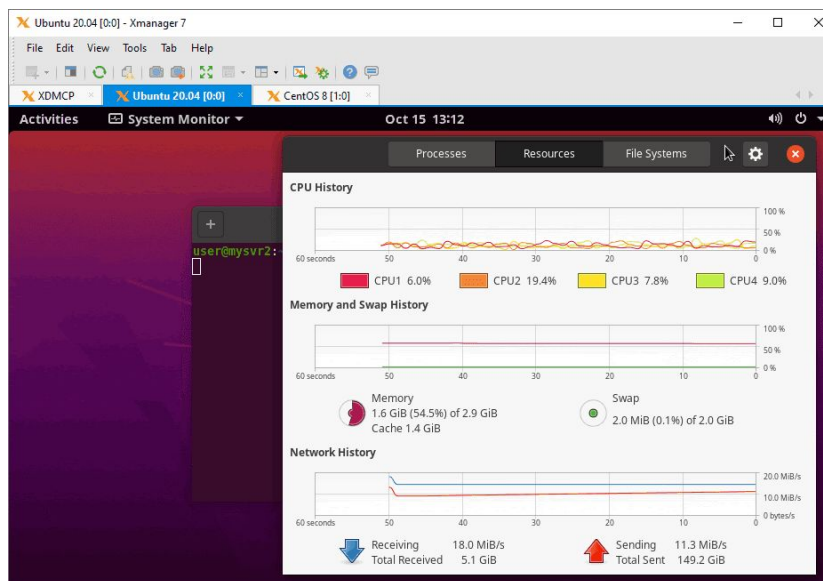 Ubuntu 20.04 [0:0] - Xmanager 7
File Edit View Tools Tab Help
XDMCP Ubuntu 20.04 [0:0] CentOS 8 [1:0]
Activities System Monitor Oct 15 13:12
Processes Resources File Systems
user@mysvr2:
CPU History
100 %
50 %
0 %
60 seconds 50 40 30 20 10 0
CPU1 6.0% CPU2 19.4% CPU3 7.8% CPU4 9.0%
Memory and Swap History
100 %
50 %
0 %
60 seconds 50 40 30 20 10 0
Memory
1.6 GiB (54.5%) of 2.9 GiB
Cache 1.4 GiB
Swap
2.0 MiB (0.1%) of 2.0 GiB
Network History
20.0 MiB/s
10.0 MiB/s
0 bytes/s
60 seconds 50 40 30 20 10 0
Receiving 18.0 MiB/s
Total Received 5.1 GiB
Sending 11.3 MiB/s
Total Sent 149.2 GiB